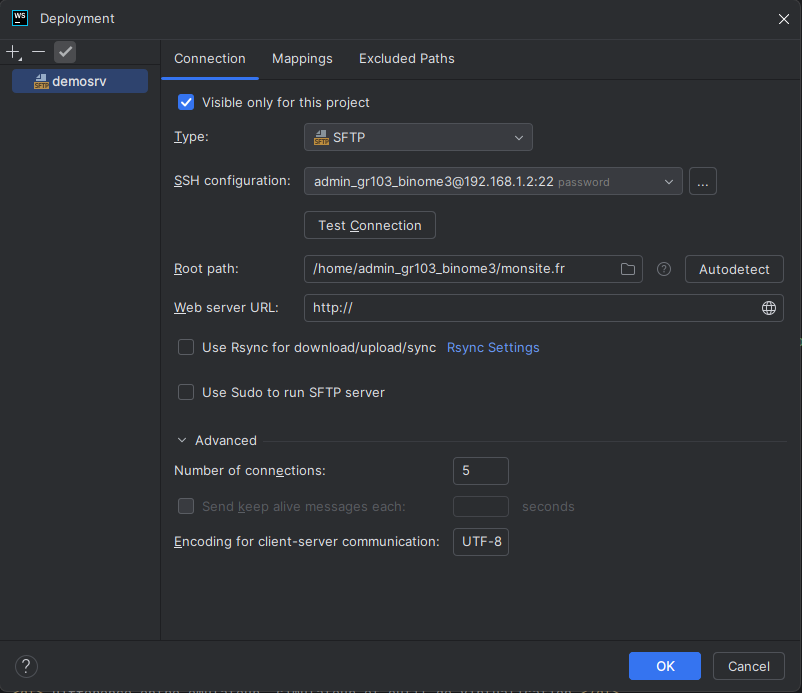 WS
Deployment
SFTP
demosrv
Connection
Mappings
Excluded Paths
Visible only for this project
Type:
SFTP
SFTP
SSH configuration:
admin_gr103_binome3@192.168.1.2:22 password
...
Test Connection
Root path:
/home/admin_gr103_binome3/monsite.fr
?
Autodetect
Web server URL:
http://
Use Rsync for download/upload/sync
Rsync Settings
Use Sudo to run SFTP server
Advanced
Number of connections:
5
Send keep alive messages each:
seconds
Encoding for client-server communication:
UTF-8
?
OK
Cancel